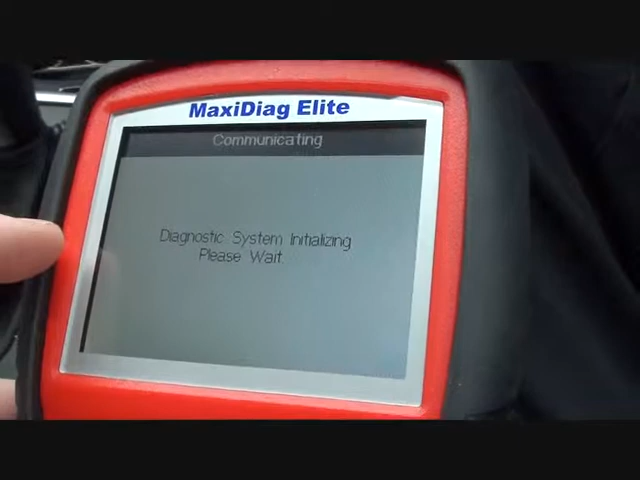 MaxiDiag Elite
Communicating
Diagnostic System Initializing
Please Wait.